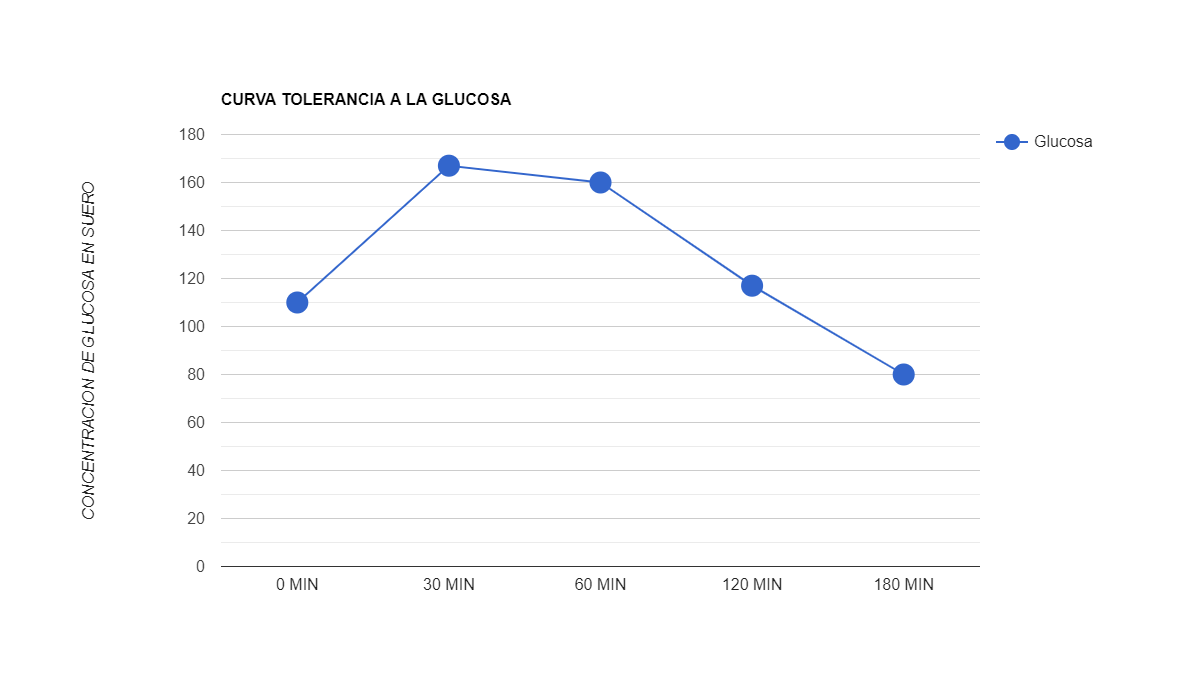 CURVA TOLERANCIA A LA GLUCOSA
CONCENTRACION DE GLUCOSA EN SUERO
180
160
140
120
100
80
60
40
20
0
0 MIN
30 MIN
60 MIN
120 MIN
180 MIN
Glucosa